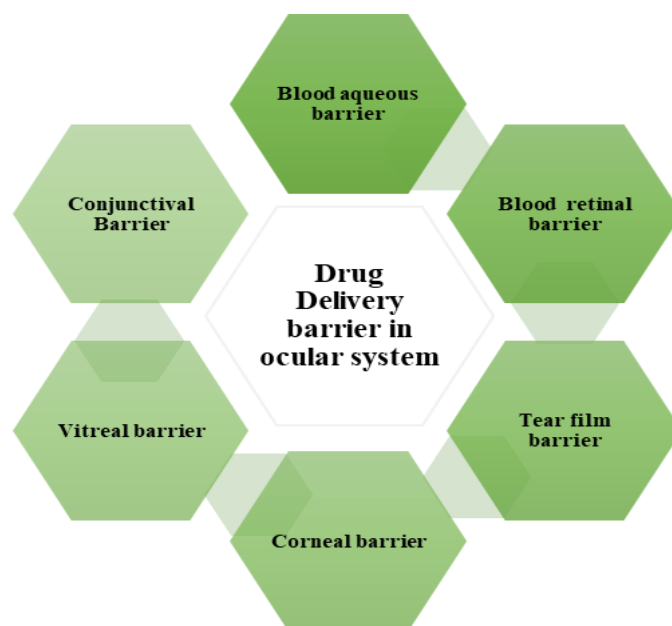 Blood aqueous
barrier
Conjunctival
Barrier
Blood retinal
barrier
Drug
Delivery
barrier in
ocular system
Vitreal barrier
Tear film
barrier
Corneal barrier